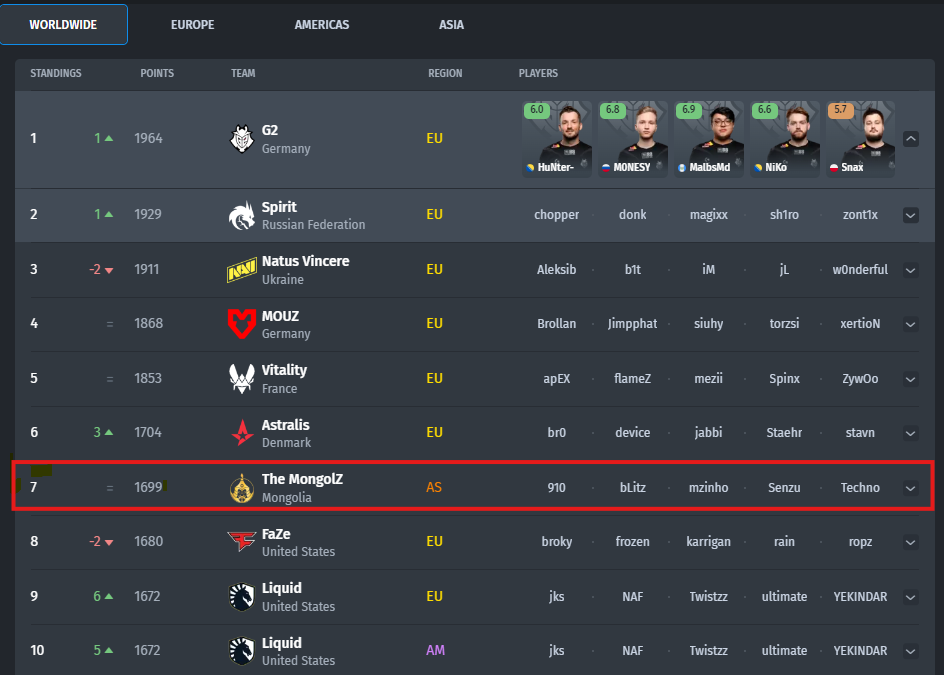 WORLDWIDE EUROPE AMERICAS ASIA
STANDINGS POINTS TEAM REGION PLAYERS
6.0 6.8 6.9 6.6 5.7
1 1 1964 G2 EU
Germany
HuNter- M0NESY MalbsMd NiKo Snax
2 1 1929 Spirit EU chopper · donk · magixx · sh1ro · zont1x
Russian Federation
3 -2 1911 Natus Vincere EU Aleksib · b1t · iM · jL · w0nderful
Ukraine
4 = 1868 MOUZ EU Brollan · Jimpphat · siuhy · torzsi · xertioN
Germany
5 = 1853 Vitality EU apEX · flameZ · mezii · Spinx · ZywOo
France
6 3 1704 Astralis EU br0 · device · jabbi · Staehr · stavn
Denmark
7 = 1699 The MongolZ AS 910 · bLitz · mzinho · Senzu · Techno
Mongolia
8 -2 1680 FaZe EU broky · frozen · karrigan · rain · ropz
United States
9 6 1672 Liquid EU jks · NAF · Twistzz · ultimate · YEKINDAR
United States
10 5 1672 Liquid AM jks · NAF · Twistzz · ultimate · YEKINDAR
United States